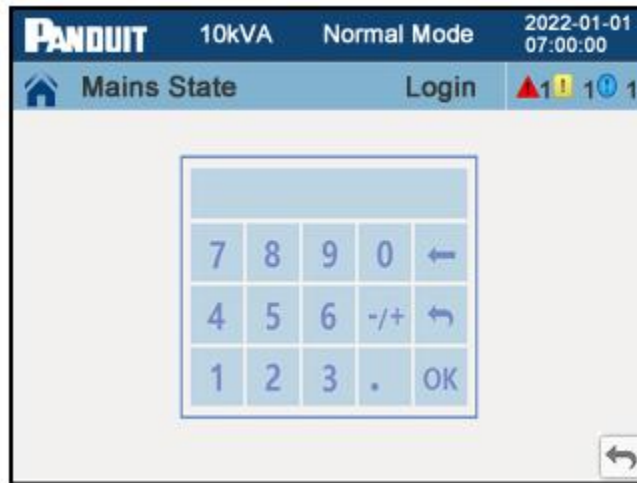 PANDUIT 10kVA Normal Mode 2022-01-01
07:00:00
Mains State Login 1 ! 1 ! 1
7 8 9 0
4 5 6 -/+
1 2 3 . OK